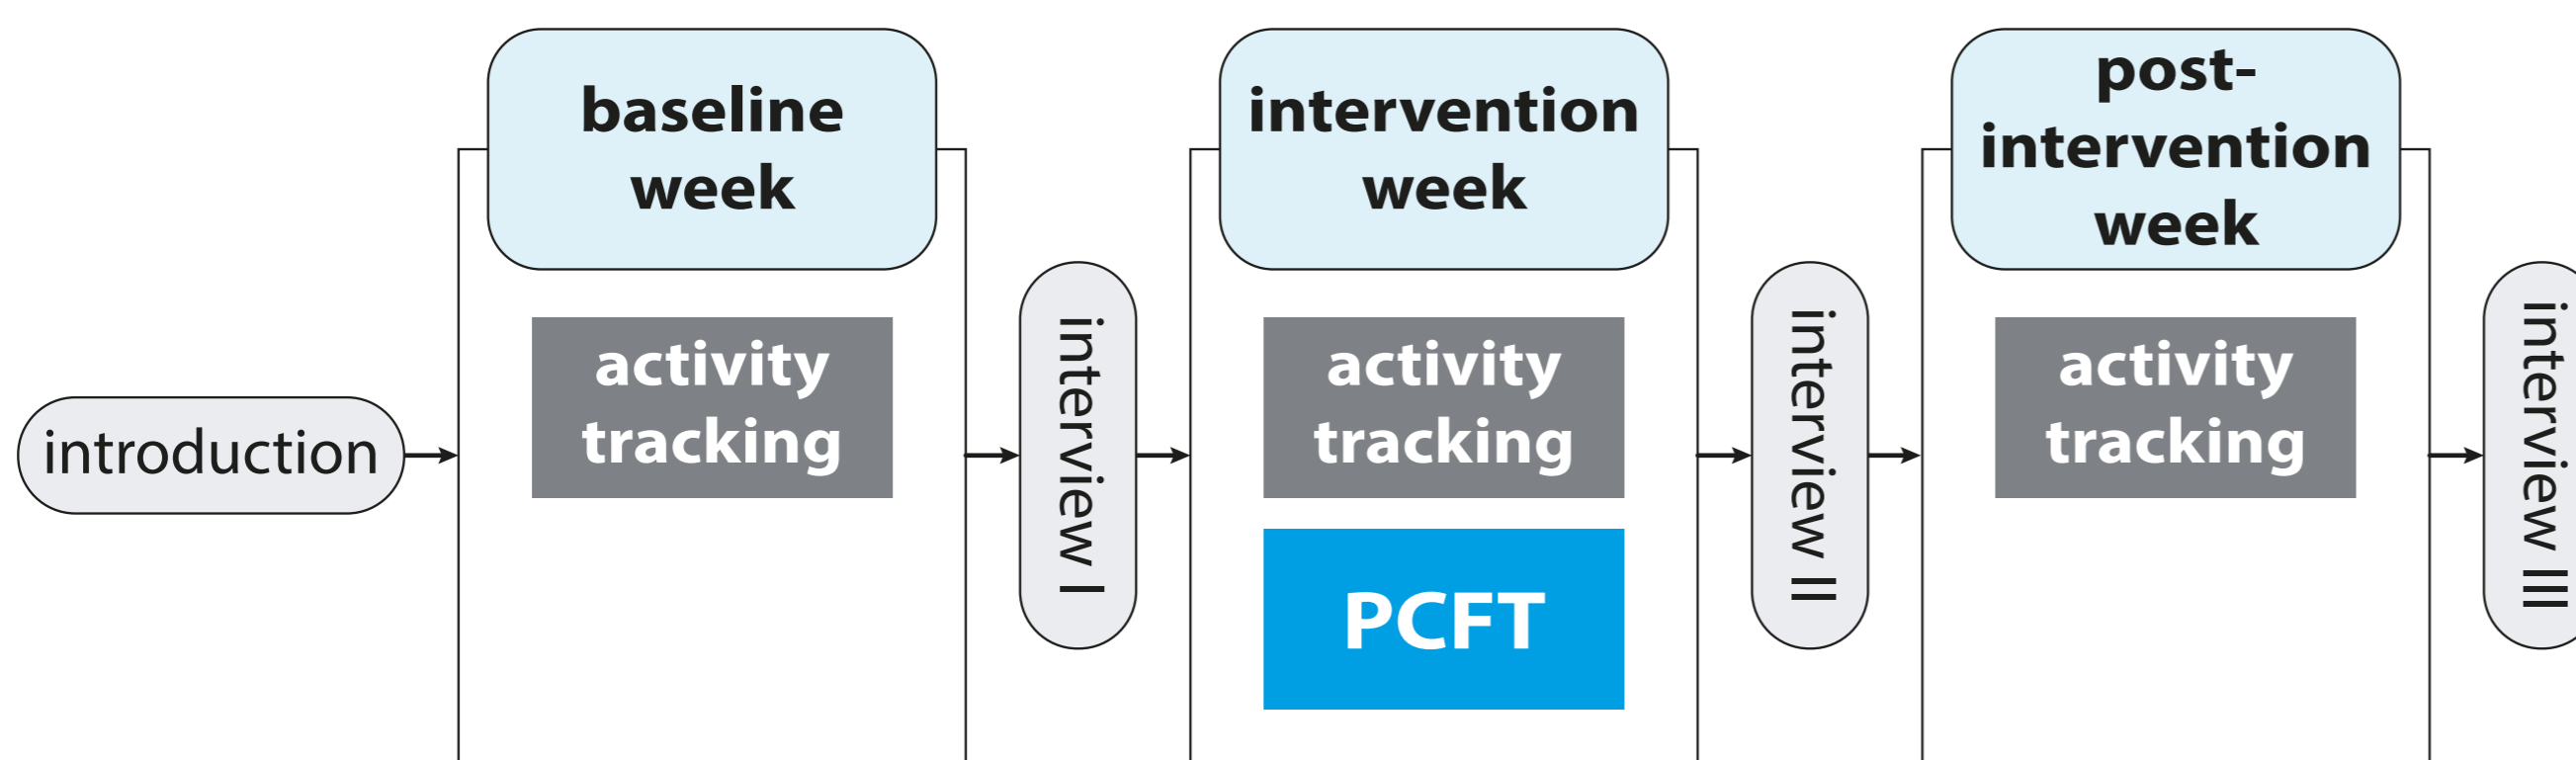 introduction
baseline
week
activity
tracking
interview I
intervention
week
activity
tracking
PCFT
interview II
post-
intervention
week
activity
tracking
interview III